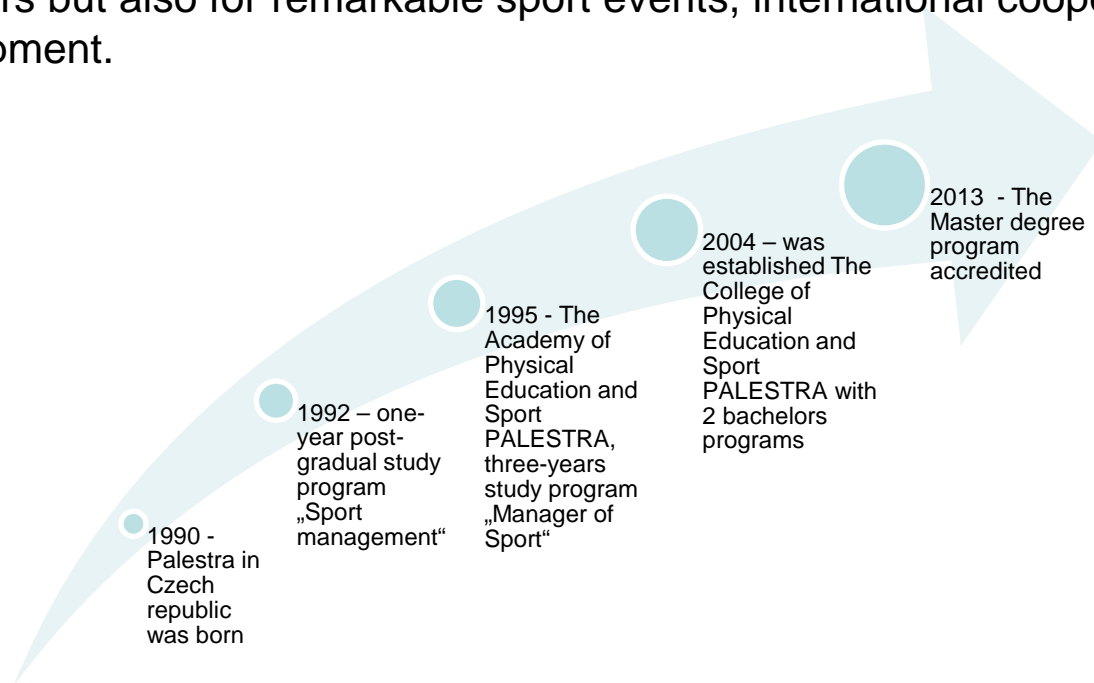 but also for remarkable sport events, international
1990 -
Palestra in
Czech
republic
was born
1992 – one-
year post-
gradual study
program
„Sport
management“
1995 - The
Academy of
Physical
Education and
Sport
PALESTRA,
three-years
study program
„Manager of
Sport“
2004 – was
established The
College of
Physical
Education and
Sport
PALESTRA with
2 bachelors
programs
2013 - The
Master degree
program
accredited